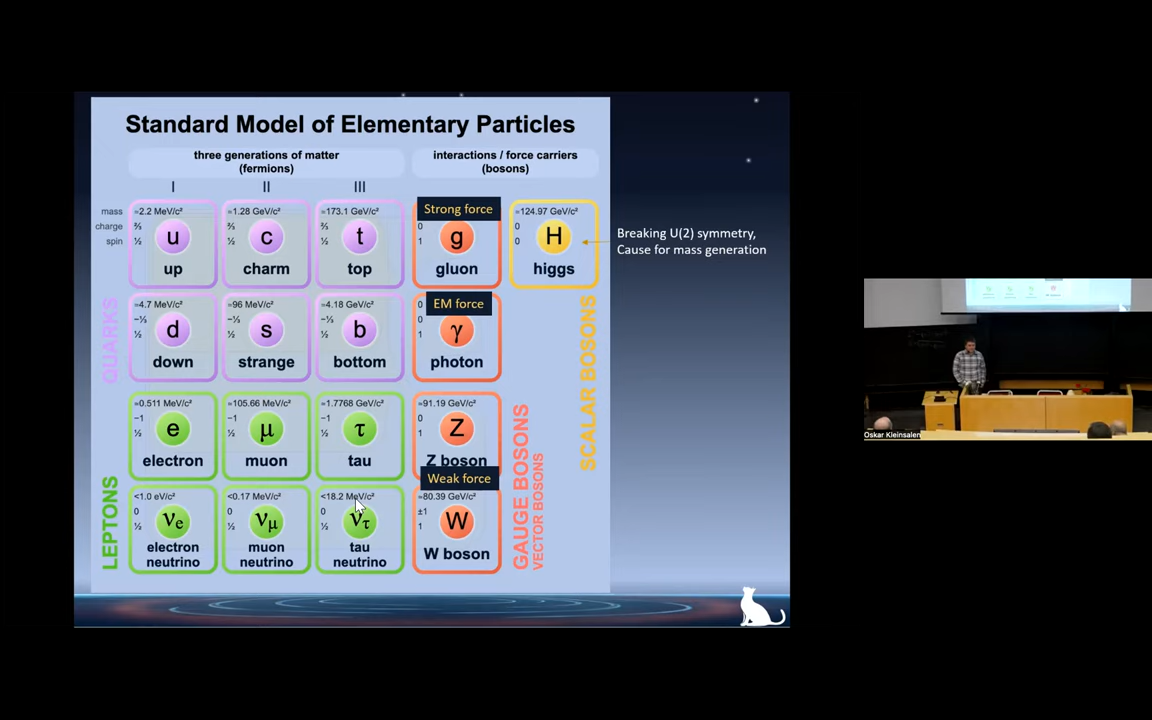 Standard Model of Elementary Particles
three generations of matter
(fermions)
interactions / force carriers
(bosons)
I
II
III
mass
charge
spin
≈2.2 MeV/c²
⅔
½
u
up
≈1.28 GeV/c²
⅔
½
c
charm
≈173.1 GeV/c²
⅔
½
t
top
Strong force
0
1
g
gluon
≈124.97 GeV/c²
0
0
H
higgs
Breaking U(2) symmetry,
Cause for mass generation
QUARKS
≈4.7 MeV/c²
−⅓
½
d
down
≈96 MeV/c²
−⅓
½
s
strange
≈4.18 GeV/c²
−⅓
½
b
bottom
EM force
0
0
1
γ
photon
SCALAR BOSONS
≈0.511 MeV/c²
−1
½
e
electron
≈105.66 MeV/c²
−1
½
μ
muon
≈1.7768 GeV/c²
−1
½
τ
tau
≈91.19 GeV/c²
0
1
Z
Z boson
Weak force
LEPTONS
<1.0 eV/c²
0
½
νe
electron
neutrino
<0.17 MeV/c²
0
½
νμ
muon
neutrino
<18.2 MeV/c²
0
½
ντ
tau
neutrino
≈80.39 GeV/c²
±1
1
W
W boson
GAUGE BOSONS
VECTOR BOSONS
Oskar Kleinsalen